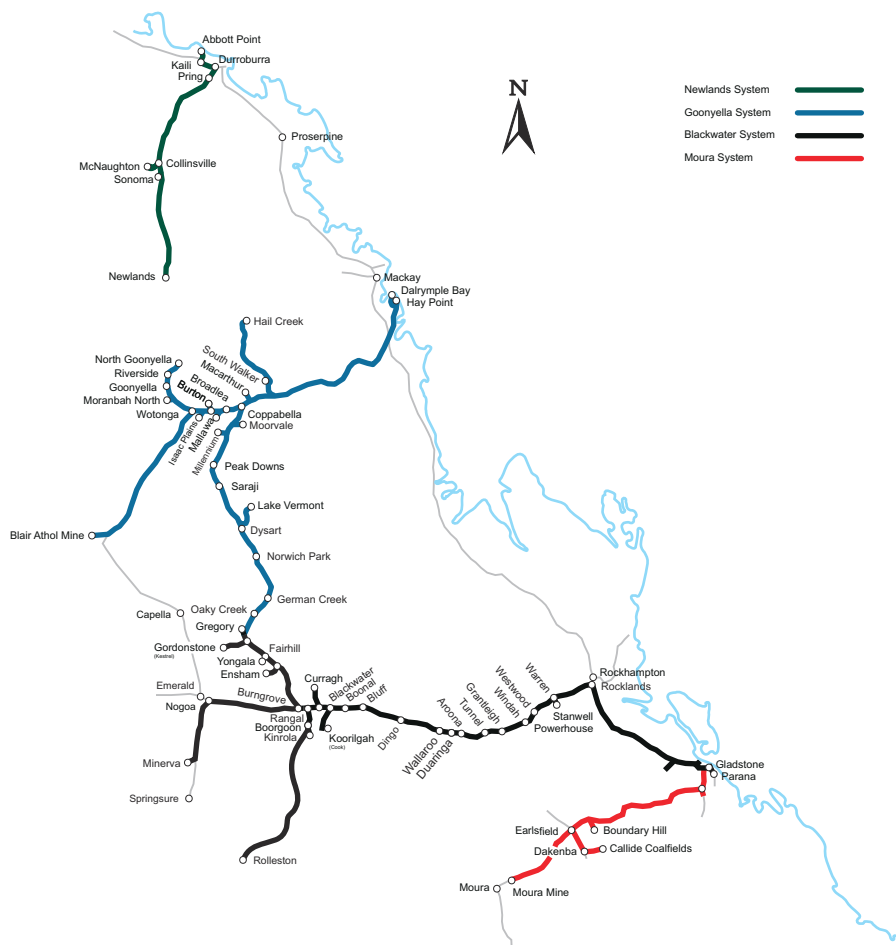 Abbott Point
Kaili
Durroburra
Pring
N
Newlands System
Goonyella System
Blackwater System
Moura System
Proserpine
McNaughton
Collinsville
Sonoma
Newlands
Mackay
Dalrymple Bay
Hay Point
Hail Creek
North Goonyella
South Walker
Riverside
Macarthur
Goonyella
Broadlea
Burton
Moranbah North
Wotonga
Coppabella
Moorvale
Isaac Plains
Mallawa
Millennium
Peak Downs
Saraji
Lake Vermont
Dysart
Blair Athol Mine
Norwich Park
German Creek
Capella
Oaky Creek
Gregory
Gordonstone
(Kestrel)
Fairhill
Yongala
Ensham
Curragh
Emerald
Burngrove
Blackwater
Boonal
Bluff
Nogoa
Rangal
Boorgoon
Kinrola
Koorilgah
(Cook)
Dingo
Wallaroo
Duaringa
Aroona
Tunnel
Grantleigh
Windah
Westwood
Warren
Rockhampton
Rocklands
Stanwell
Powerhouse
Minerva
Springsure
Rolleston
Gladstone
Parana
Earlsfield
Boundary Hill
Dakenba
Callide Coalfields
Moura
Moura Mine